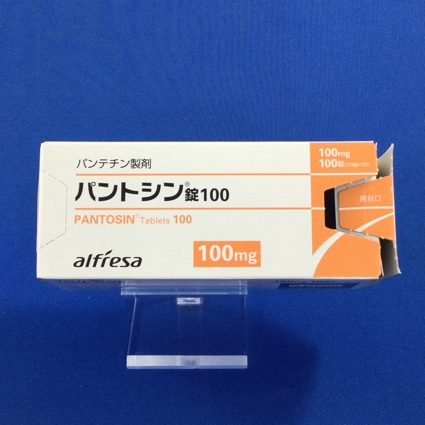 パンテチン製剤
パントシン®錠100
PANTOSIN® Tablets 100
100mg
alfresa
100mg
100錠
開封口